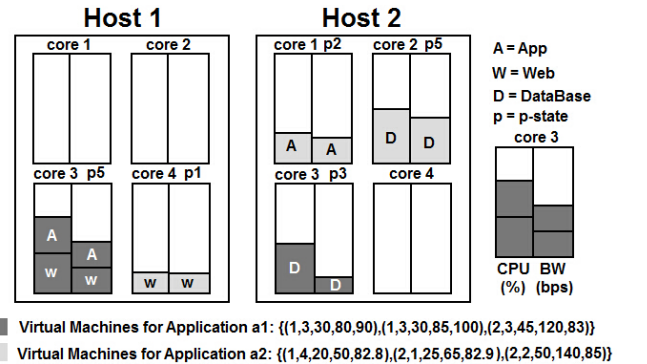 Host 1
Host 2
core 1
core 2
core 1 p2
core 2 p5
A
A
D
D
core 3 p5
core 4 p1
core 3 p3
core 4
A
A
w
w
w
w
D
D
A = App
W = Web
D = DataBase
p = p-state
core 3
CPU
(%)
BW
(bps)
Virtual Machines for Application a1: {(1,3,30,80,90),(1,3,30,85,100),(2,3,45,120,83)}
Virtual Machines for Application a2: {(1,4,20,50,82.8),(2,1,25,65,82.9),(2,2,50,140,85)}